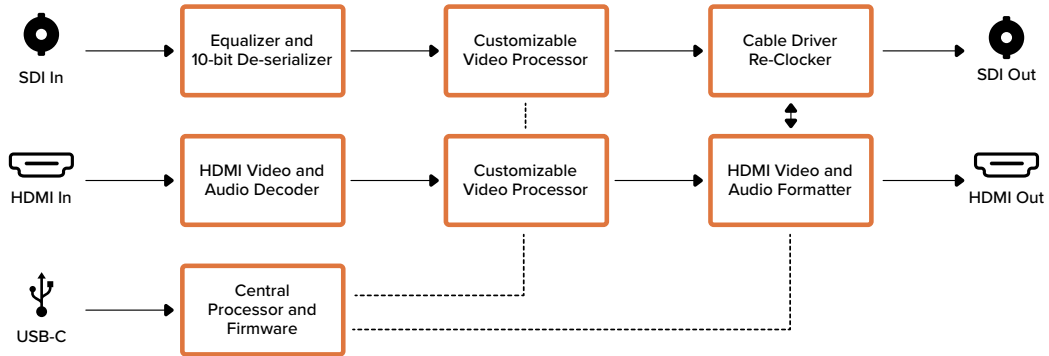 SDI In
Equalizer and
10-bit De-serializer
Customizable
Video Processor
Cable Driver
Re-Clocker
SDI Out
HDMI In
HDMI Video and
Audio Decoder
Customizable
Video Processor
HDMI Video and
Audio Formatter
HDMI Out
USB-C
Central
Processor and
Firmware